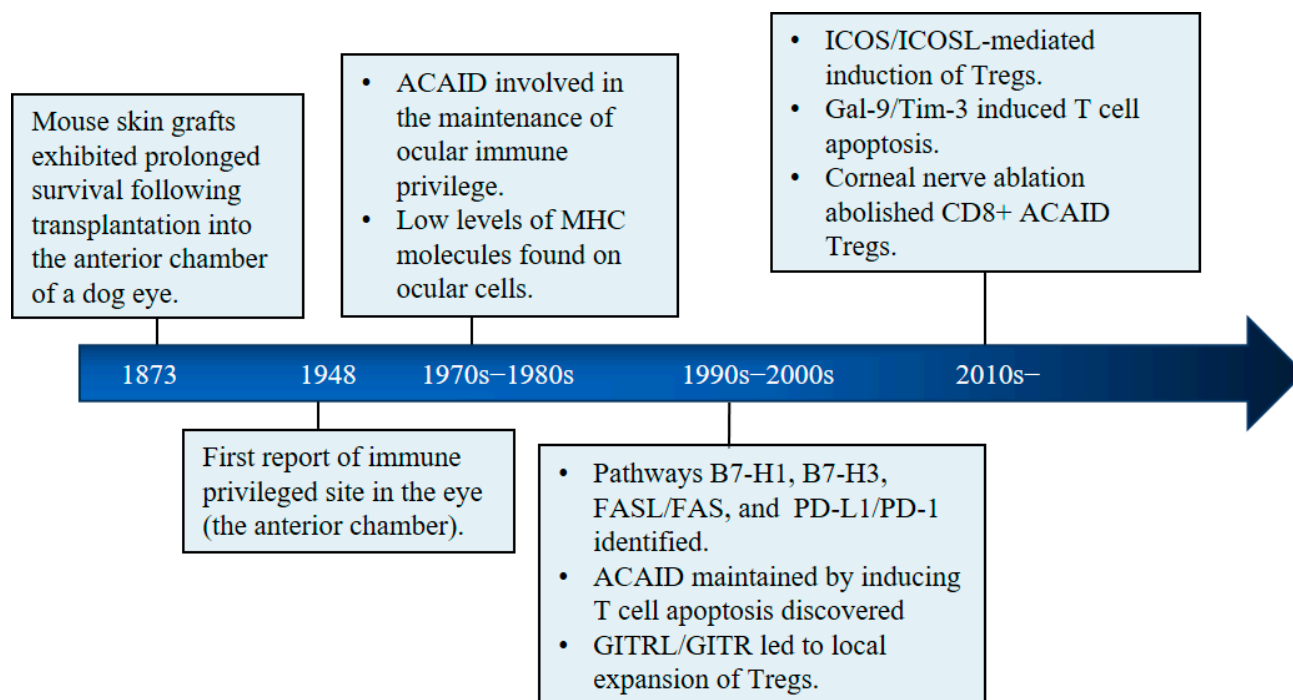 Mouse skin grafts
exhibited prolonged
survival following
transplantation into
the anterior chamber
of a dog eye.
• ACAID involved in
the maintenance of
ocular immune
privilege.
• Low levels of MHC
molecules found on
ocular cells.
• ICOS/ICOSL-mediated
induction of Tregs.
• Gal-9/Tim-3 induced T cell
apoptosis.
• Corneal nerve ablation
abolished CD8+ ACAID
Tregs.
1873 1948 1970s−1980s 1990s−2000s 2010s−
First report of immune
privileged site in the eye
(the anterior chamber).
• Pathways B7-H1, B7-H3,
FASL/FAS, and PD-L1/PD-1
identified.
• ACAID maintained by inducing
T cell apoptosis discovered
• GITRL/GITR led to local
expansion of Tregs.